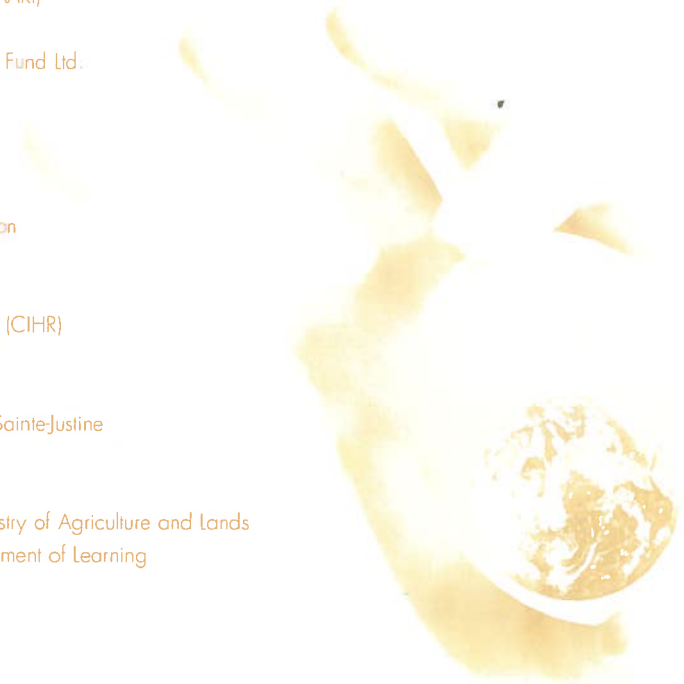 Fund Ltd.
(CIHR)
Sainte-Justine
stry of Agriculture and Lands
ment of Learning